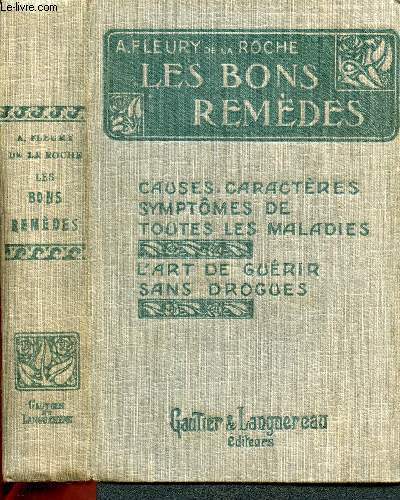 Le-livre.com
A. FLEURY DE LA ROCHE
LES BONS
REMÈDES
CAUSES. CARACTÈRES
SYMPTÔMES DE
TOUTES LES MALADIES
L'ART DE GUÉRIR
SANS DROGUES
Gautier & Languereau
éditeurs
A. FLEURY
DE LA ROCHE
LES
BONS
REMÈDES
GAUTIER
ET
LANGUEREAU